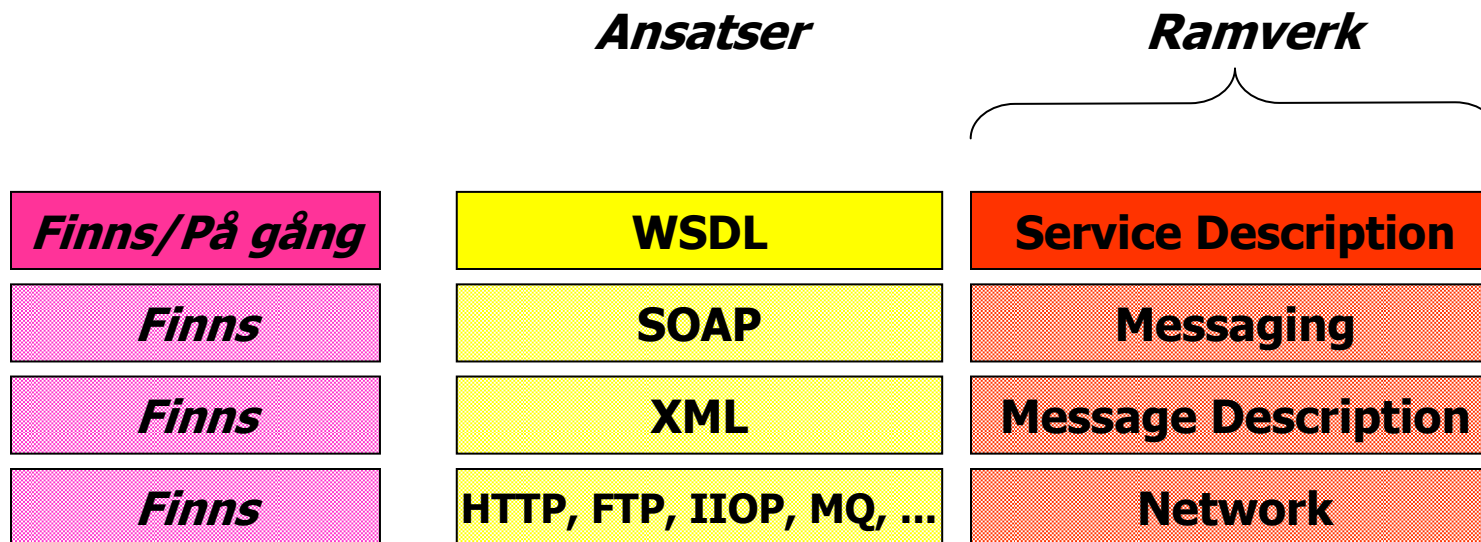 Ansatser Ramverk
Finns/På gång WSDL Service Description
Finns SOAP Messaging
Finns XML Message Description
Finns HTTP, FTP, IIOP, MQ, ... Network